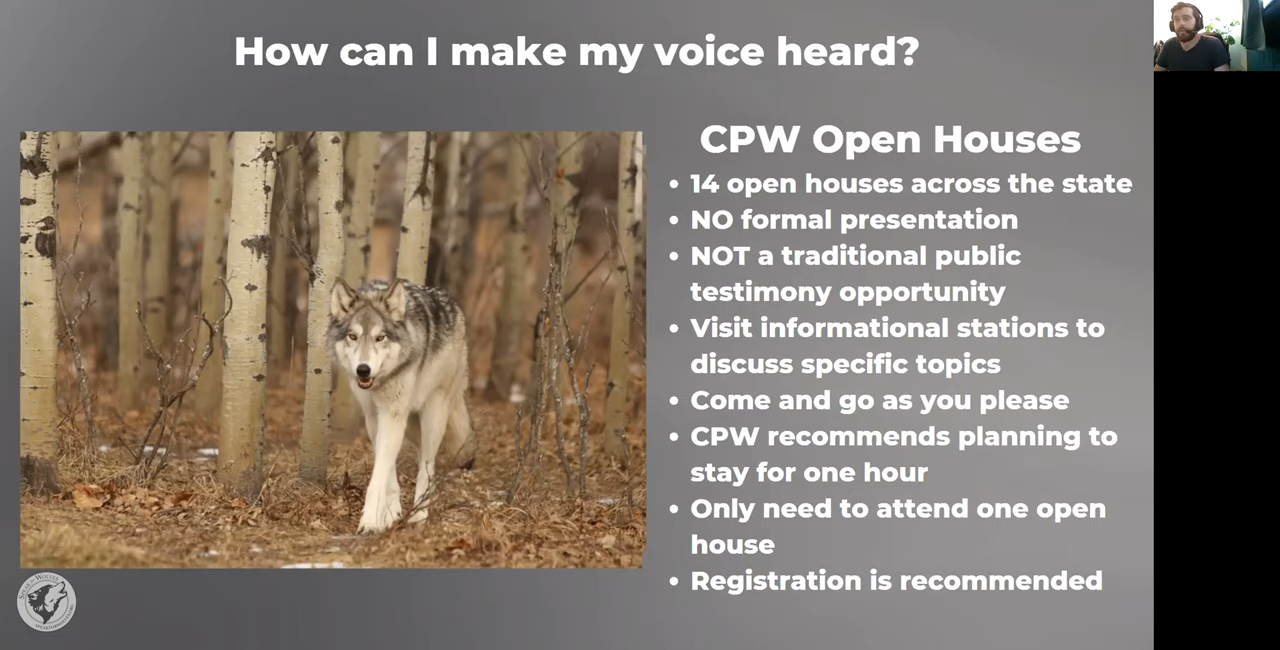 How can I make my voice heard?
CPW Open Houses
• 14 open houses across the state
• NO formal presentation
• NOT a traditional public
testimony opportunity
• Visit informational stations to
discuss specific topics
• Come and go as you please
• CPW recommends planning to
stay for one hour
• Only need to attend one open
house
• Registration is recommended